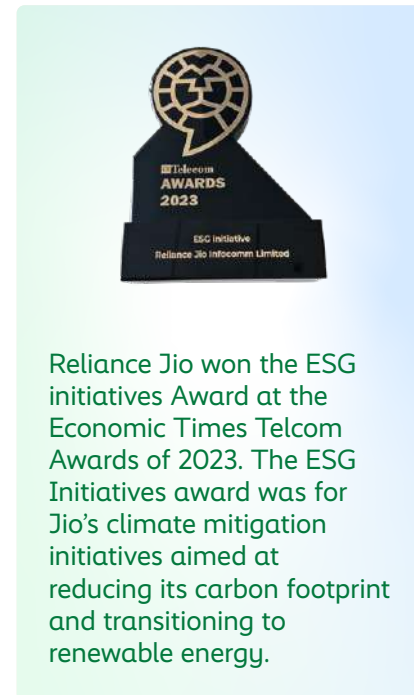 ETTelecom
AWARDS
2023
ESG Initiative
Reliance Jio Infocomm Limited
Reliance Jio won the ESG
initiatives Award at the
Economic Times Telcom
Awards of 2023. The ESG
Initiatives award was for
Jio’s climate mitigation
initiatives aimed at
reducing its carbon footprint
and transitioning to
renewable energy.